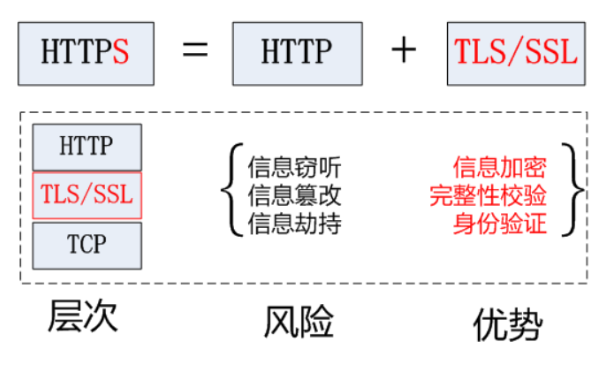 HTTPS = HTTP + TLS/SSL
HTTP
TLS/SSL
TCP
信息窃听
信息篡改
信息劫持
信息加密
完整性校验
身份验证
层次
风险
优势